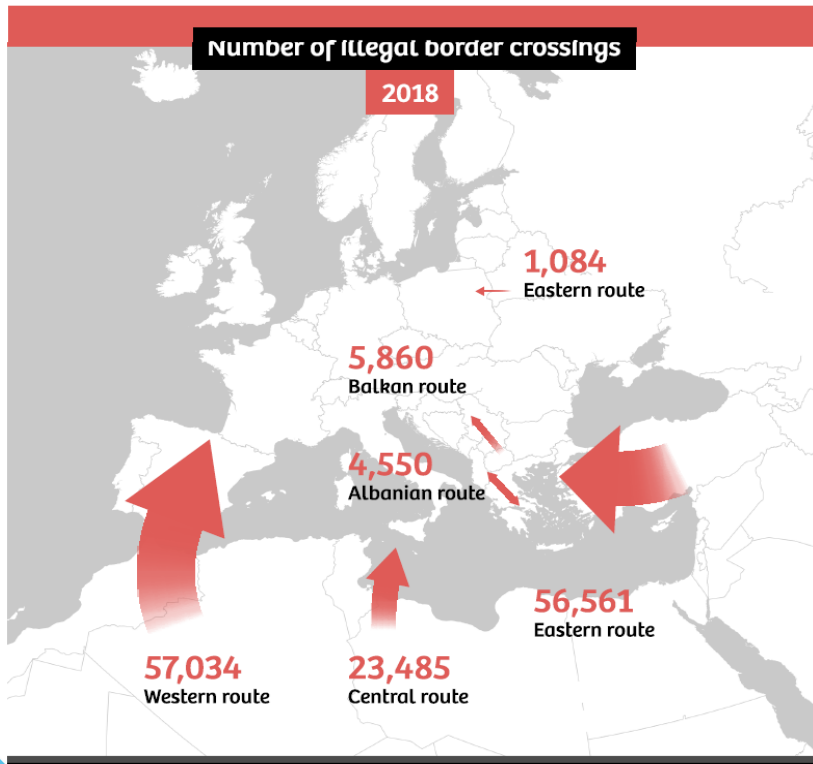 Number of illegal border crossings
2018
1,084
Eastern route
5,860
Balkan route
4,550
Albanian route
56,561
Eastern route
57,034
Western route
23,485
Central route